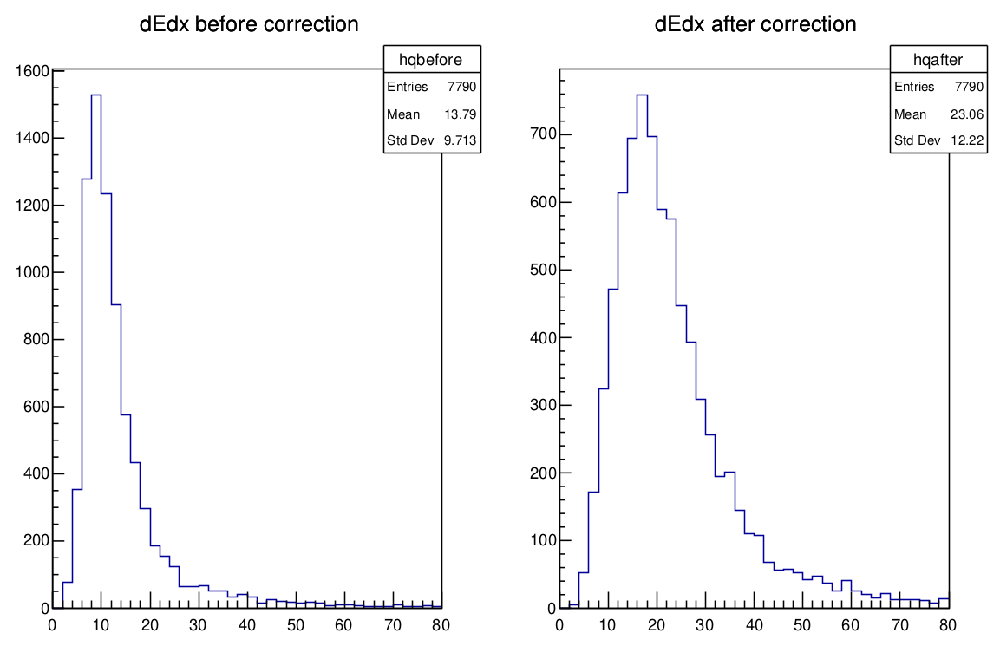 dEdx before correction
hqbefore
Entries 7790
Mean 13.79
Std Dev 9.713
1600
1400
1200
1000
800
600
400
200
0
0 10 20 30 40 50 60 70 80
dEdx after correction
hqafter
Entries 7790
Mean 23.06
Std Dev 12.22
700
600
500
400
300
200
100
0
0 10 20 30 40 50 60 70 80